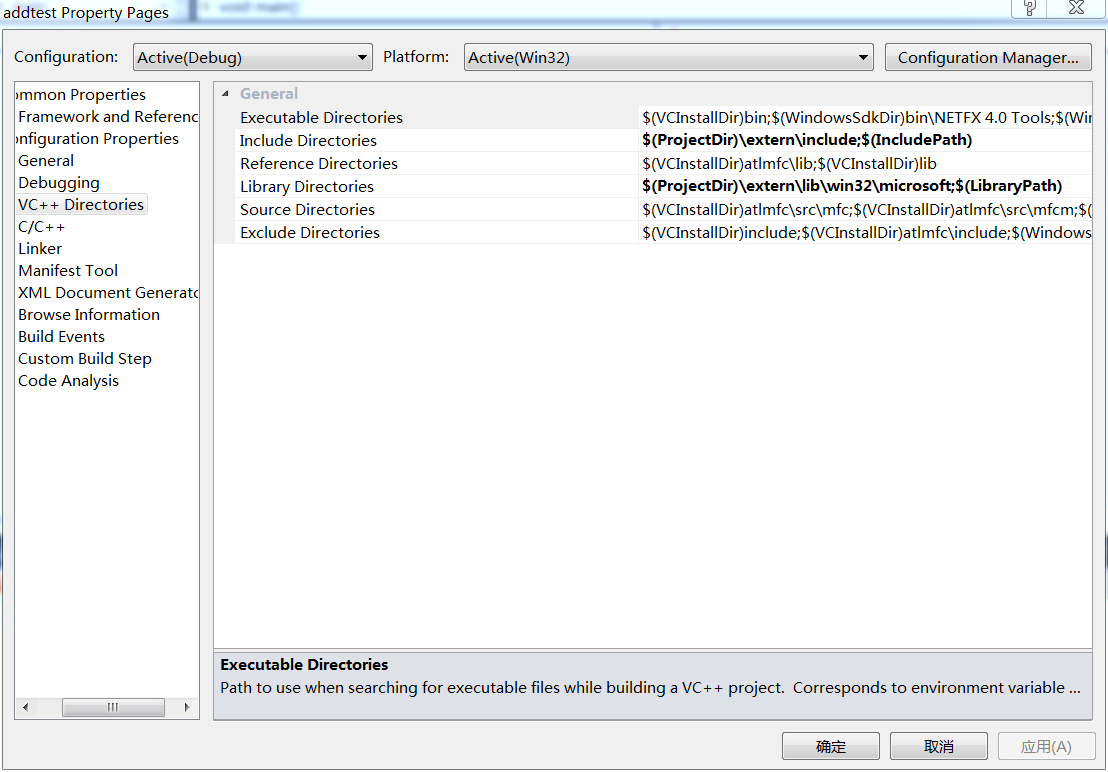 addtest Property Pages
Configuration: Active(Debug) Platform: Active(Win32) Configuration Manager...
ommon Properties
Framework and Referenc
onfiguration Properties
General
Debugging
VC++ Directories
C/C++
Linker
Manifest Tool
XML Document Generato
Browse Information
Build Events
Custom Build Step
Code Analysis
General
Executable Directories $(VCInstallDir)bin;$(WindowsSdkDir)bin\NETFX 4.0 Tools;$(Wir
Include Directories $(ProjectDir)\extern\include;$(IncludePath)
Reference Directories $(VCInstallDir)atlmfc\lib;$(VCInstallDir)lib
Library Directories $(ProjectDir)\extern\lib\win32\microsoft;$(LibraryPath)
Source Directories $(VCInstallDir)atlmfc\src\mfc;$(VCInstallDir)atlmfc\src\mfcm;$(
Exclude Directories $(VCInstallDir)include;$(VCInstallDir)atlmfc\include;$(Windows
Executable Directories
Path to use when searching for executable files while building a VC++ project. Corresponds to environment variable ...
确定 取消 应用(A)